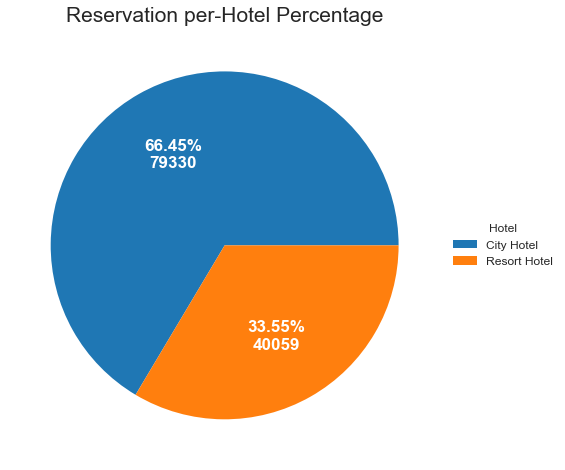 Reservation per-Hotel Percentage
66.45%
79330
Hotel
City Hotel
Resort Hotel
33.55%
40059